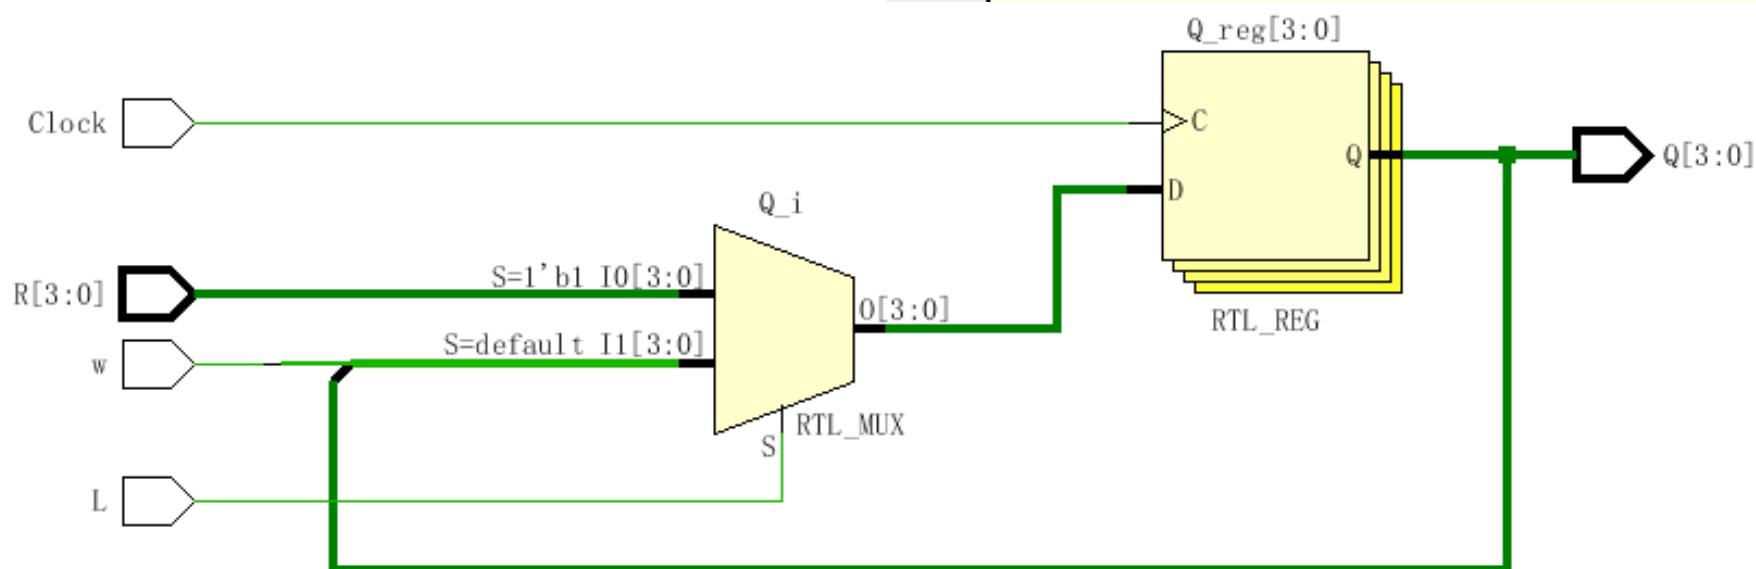 Q_reg[3:0]
Clock
C
Q
Q[3:0]
D
Q_i
S=1'b1 I0[3:0]
R[3:0]
O[3:0]
RTL_REG
S=default I1[3:0]
w
RTL_MUX
S
L